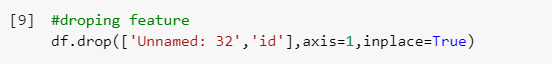 [9] #droping feature
df.drop(['Unnamed: 32','id'],axis=1,inplace=True)